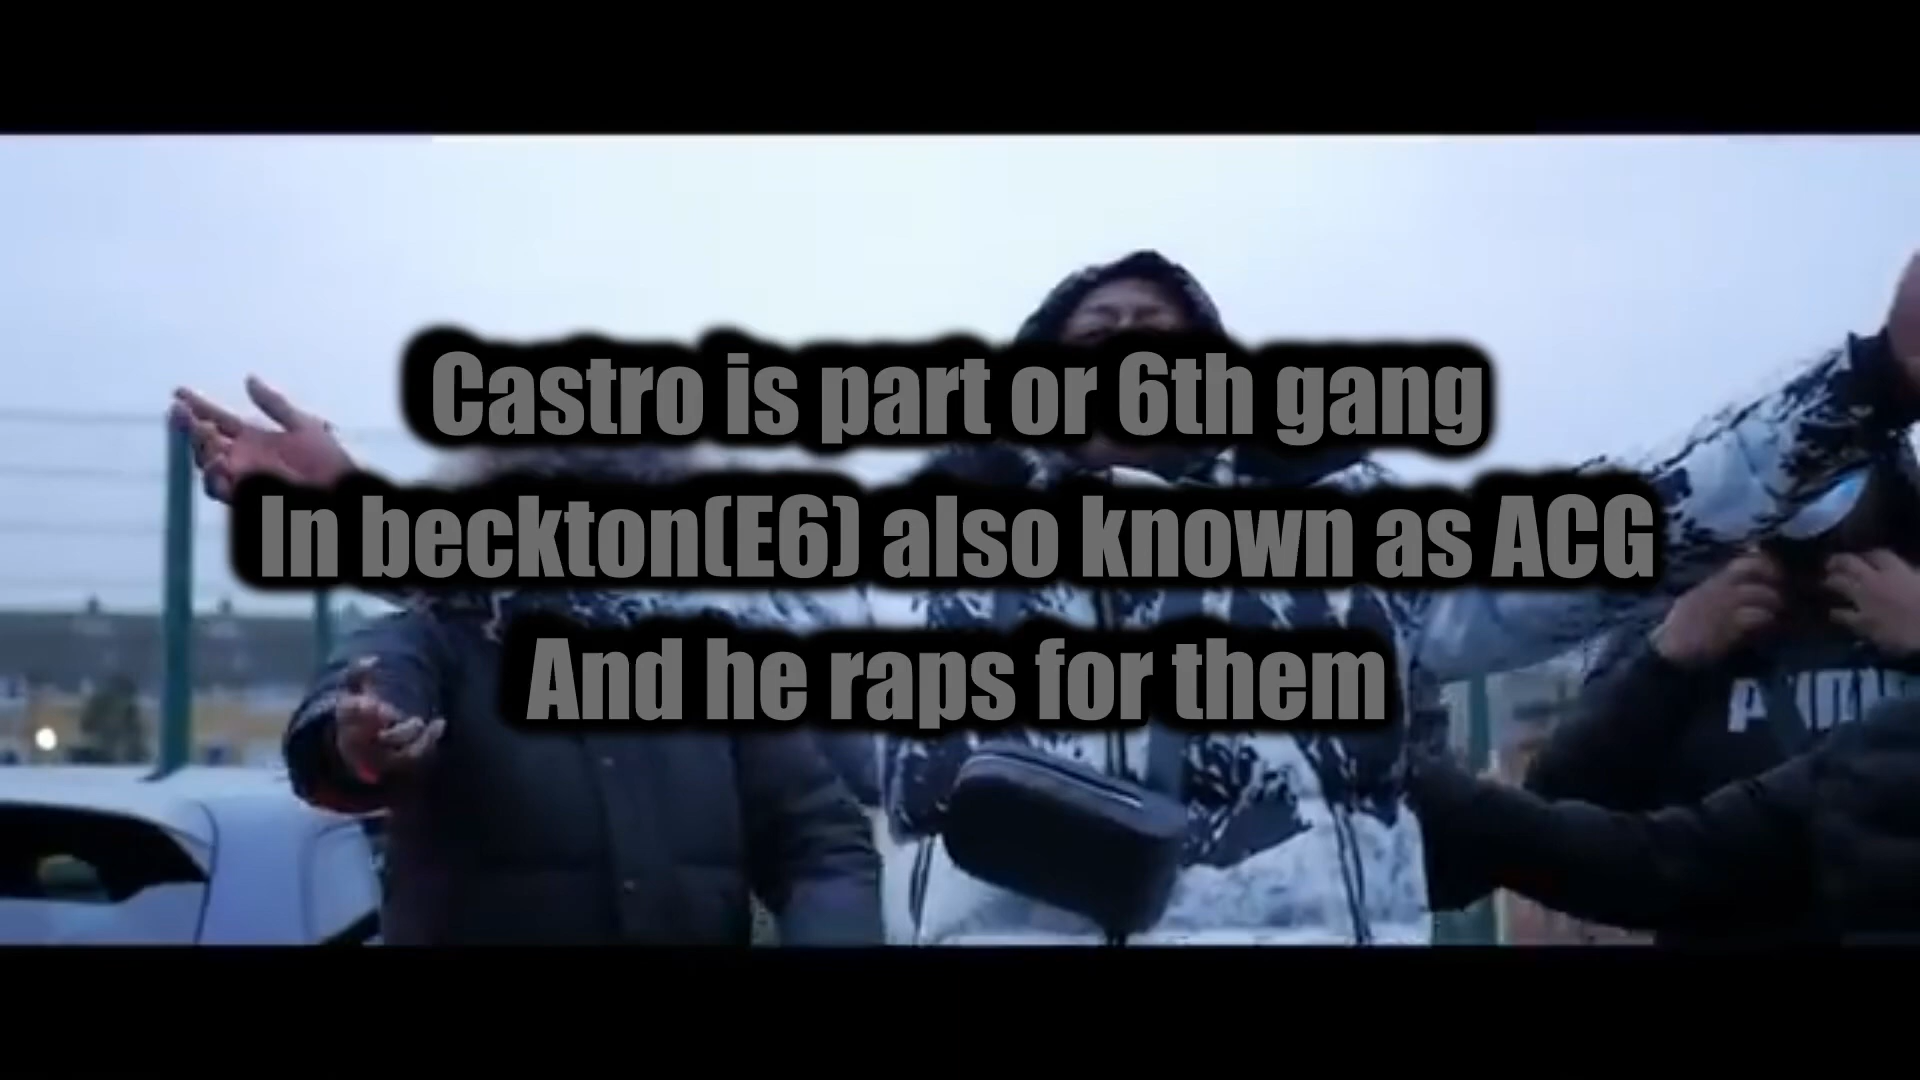 Castro is part or 6th gang
In beckton(E6) also known as ACG
And he raps for them